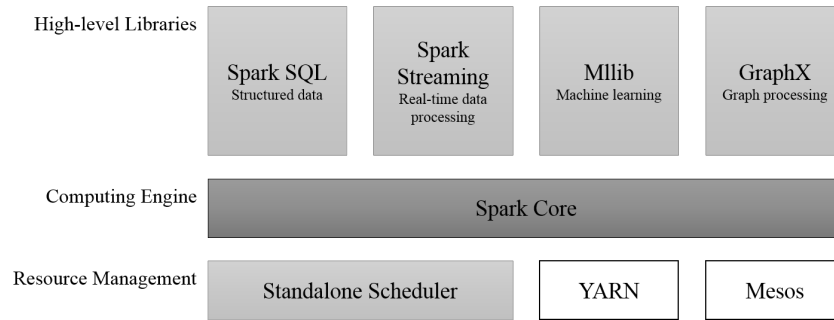 High-level Libraries
Spark SQL
Structured data
Spark
Streaming
Real-time data
processing
Mllib
Machine learning
GraphX
Graph processing
Computing Engine
Spark Core
Resource Management
Standalone Scheduler
YARN
Mesos